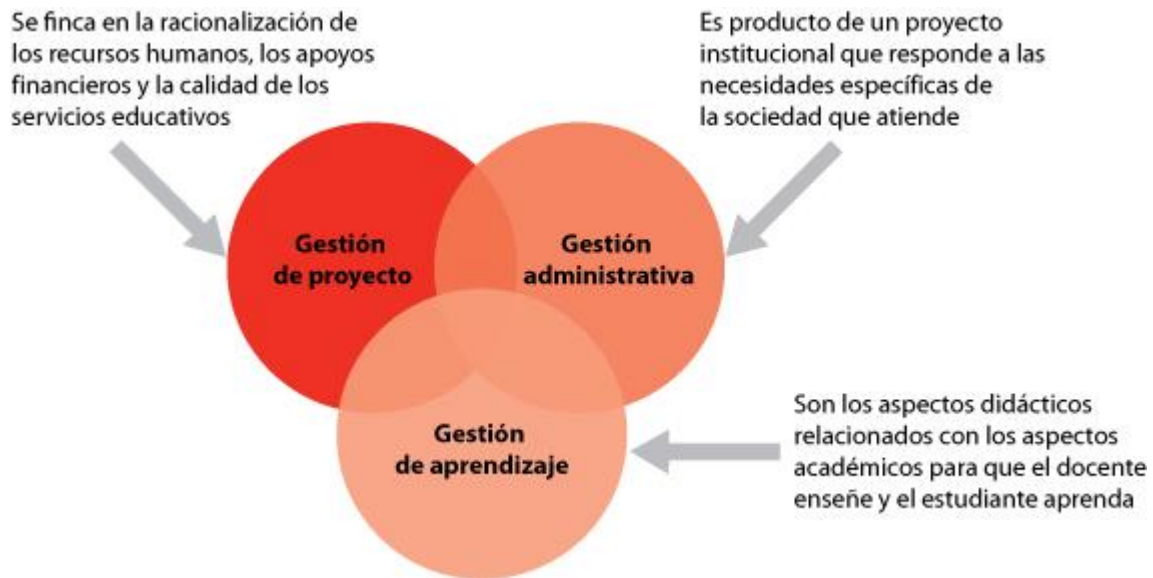 Se finca en la racionalización de
los recursos humanos, los apoyos
financieros y la calidad de los
servicios educativos
Es producto de un proyecto
institucional que responde a las
necesidades específicas de
la sociedad que atiende
Gestión
de proyecto
Gestión
administrativa
Gestión
de aprendizaje
Son los aspectos didácticos
relacionados con los aspectos
académicos para que el docente
enseñe y el estudiante aprenda